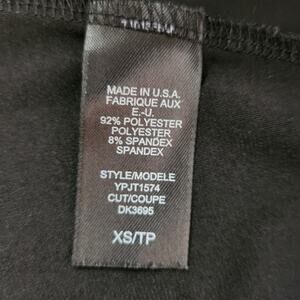 MADE IN U.S.A.
FABRIQUE AUX
E.-U.
92% POLYESTER
POLYESTER
8% SPANDEX
SPANDEX
STYLE/MODELE
YPJT1574
CUT/COUPE
DK3695
XS/TP